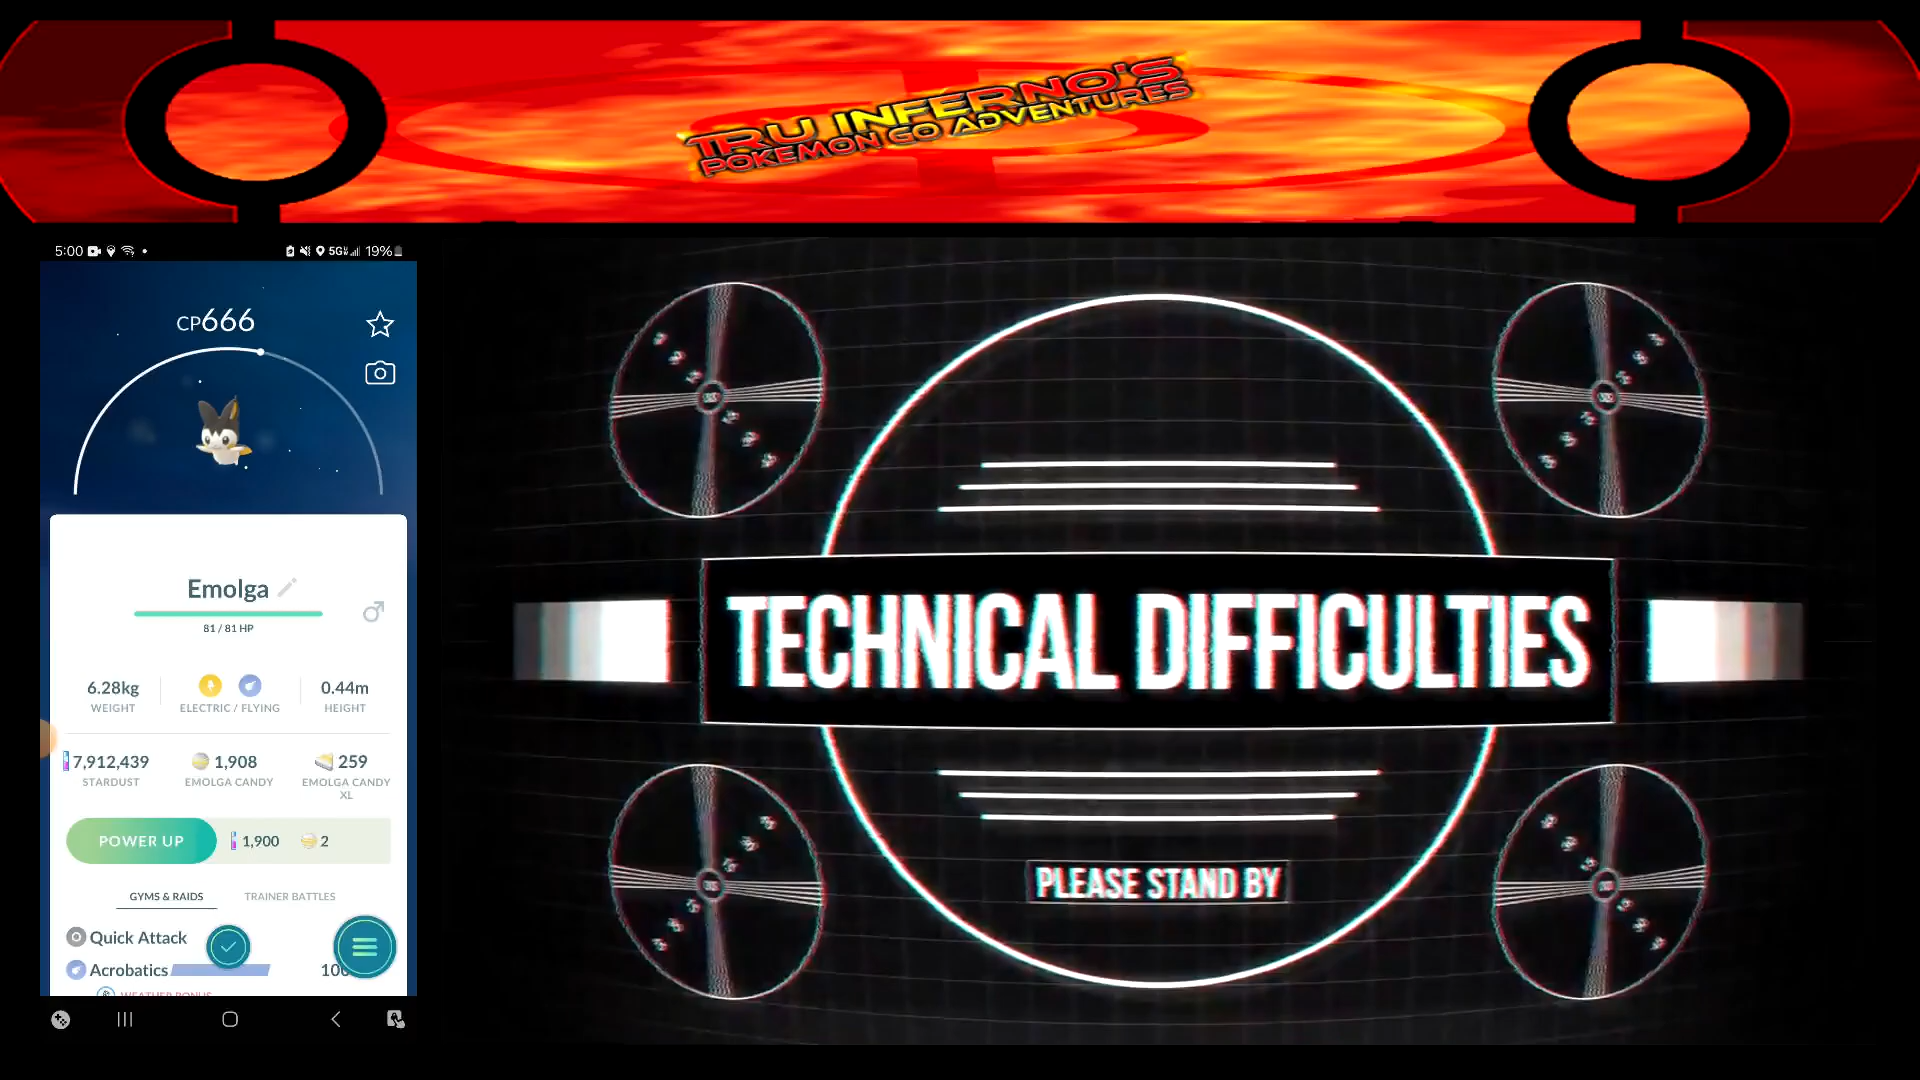 TRU INFERNO'S
POKEMON GO ADVENTURES
5:00
5G 19%
CP666
Emolga
81 / 81 HP
6.28kg
WEIGHT
ELECTRIC / FLYING
0.44m
HEIGHT
7,912,439
STARDUST
1,908
EMOLGA CANDY
259
EMOLGA CANDY
XL
POWER UP
1,900
2
GYMS & RAIDS
TRAINER BATTLES
Quick Attack
Acrobatics
WEATHER BONUS
TECHNICAL DIFFICULTIES
PLEASE STAND BY